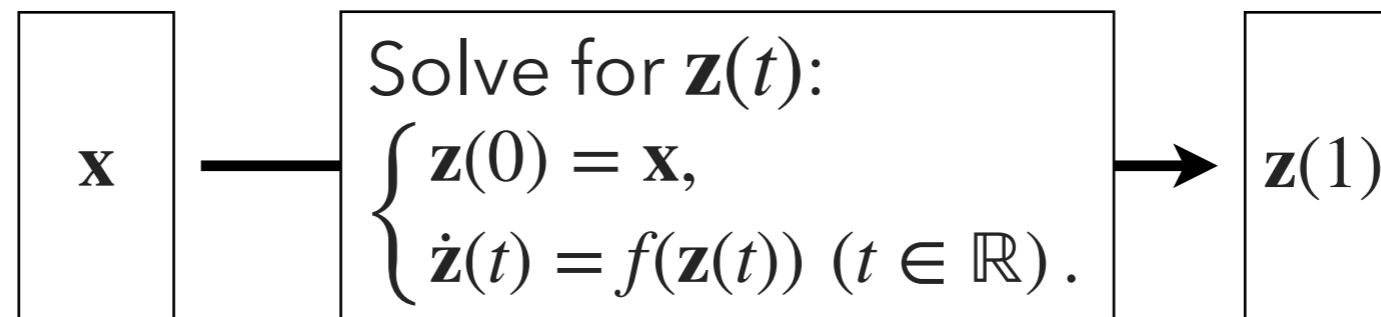 x
Solve for z(t):
z(0) = x,
ż(t) = f(z(t)) (t ∈ ℝ).
z(1)